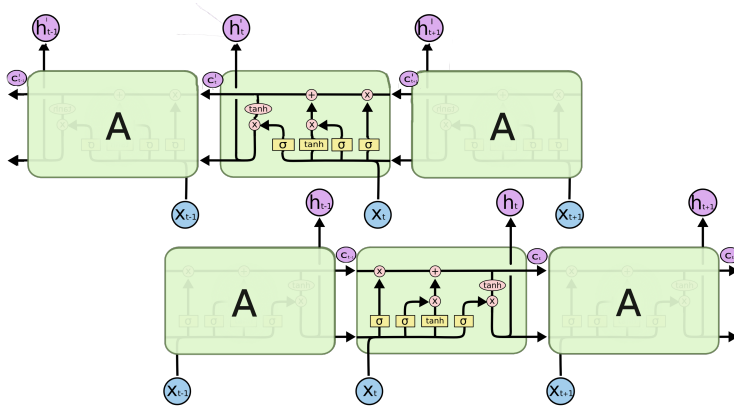 h't-1 h't h't+1
c't-1 c't c't+1
A tanh + x A
x x
σ tanh σ σ
xt-1 xt xt+1
ht-1 ht ht+1
ct-1 ct
A x + tanh A
x x
σ σ tanh σ
xt-1 xt xt+1